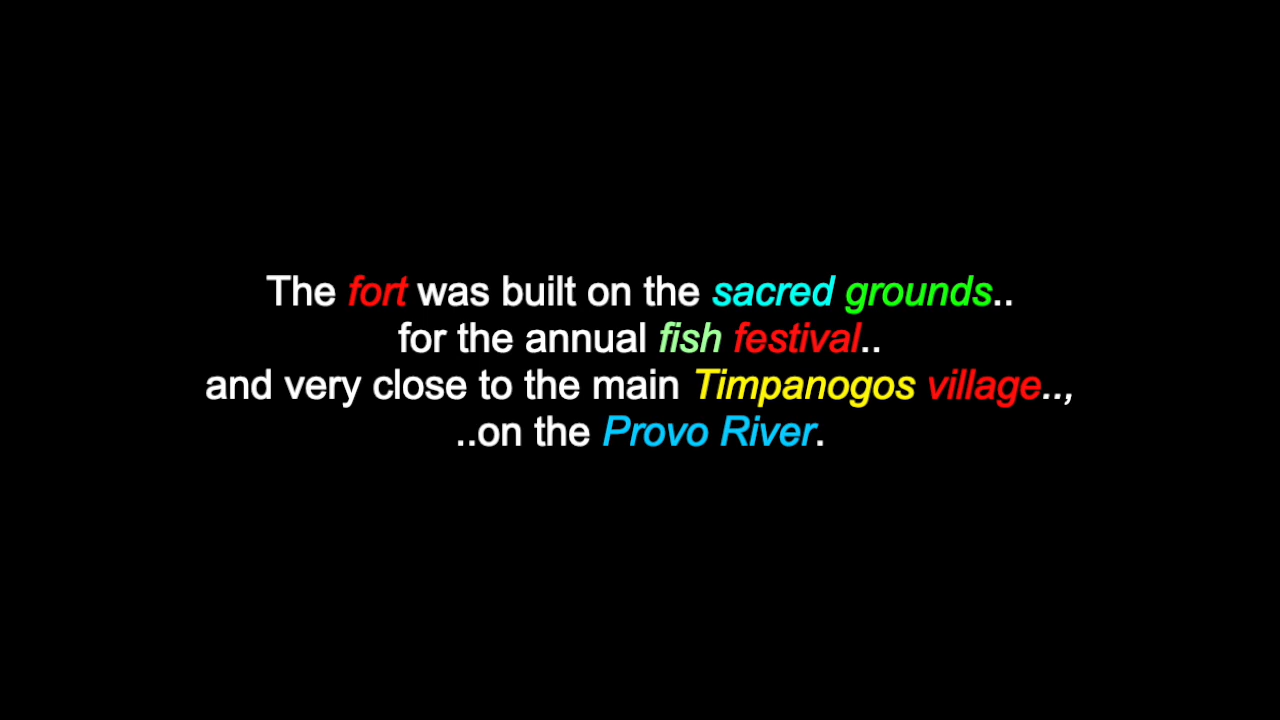 The fort was built on the sacred grounds..
for the annual fish festival..
and very close to the main Timpanogos village..,
..on the Provo River.